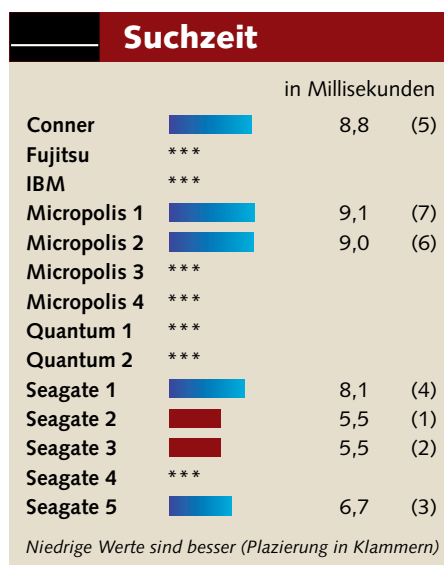 Suchzeit
in Millisekunden
Conner 8,8 (5)
Fujitsu ***
IBM ***
Micropolis 1 9,1 (7)
Micropolis 2 9,0 (6)
Micropolis 3 ***
Micropolis 4 ***
Quantum 1 ***
Quantum 2 ***
Seagate 1 8,1 (4)
Seagate 2 5,5 (1)
Seagate 3 5,5 (2)
Seagate 4 ***
Seagate 5 6,7 (3)
Niedrige Werte sind besser (Plazierung in Klammern)